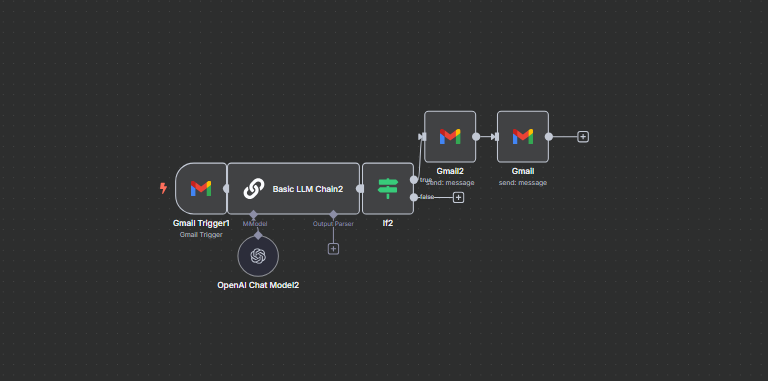 Gmail2
send: message
Gmail
send: message
Basic LLM Chain2
true
false
Gmail Trigger1
Gmail Trigger
Model
Output Parser
If2
OpenAI Chat Model2